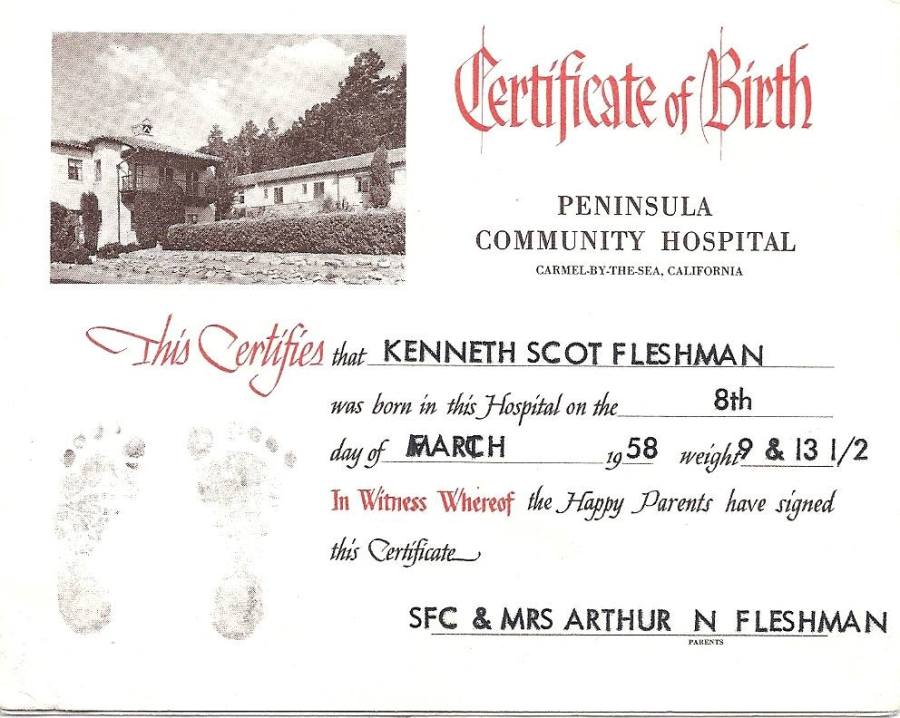 Certificate of Birth
PENINSULA
COMMUNITY HOSPITAL
CARMEL-BY-THE-SEA, CALIFORNIA
This Certifies that KENNETH SCOT FLESHMAN
was born in this Hospital on the 8th
day of MARCH 1958 weight 9 & 13 1/2
In Witness Whereof the Happy Parents have signed
this Certificate
SFC & MRS ARTHUR N FLESHMAN
PARENTS